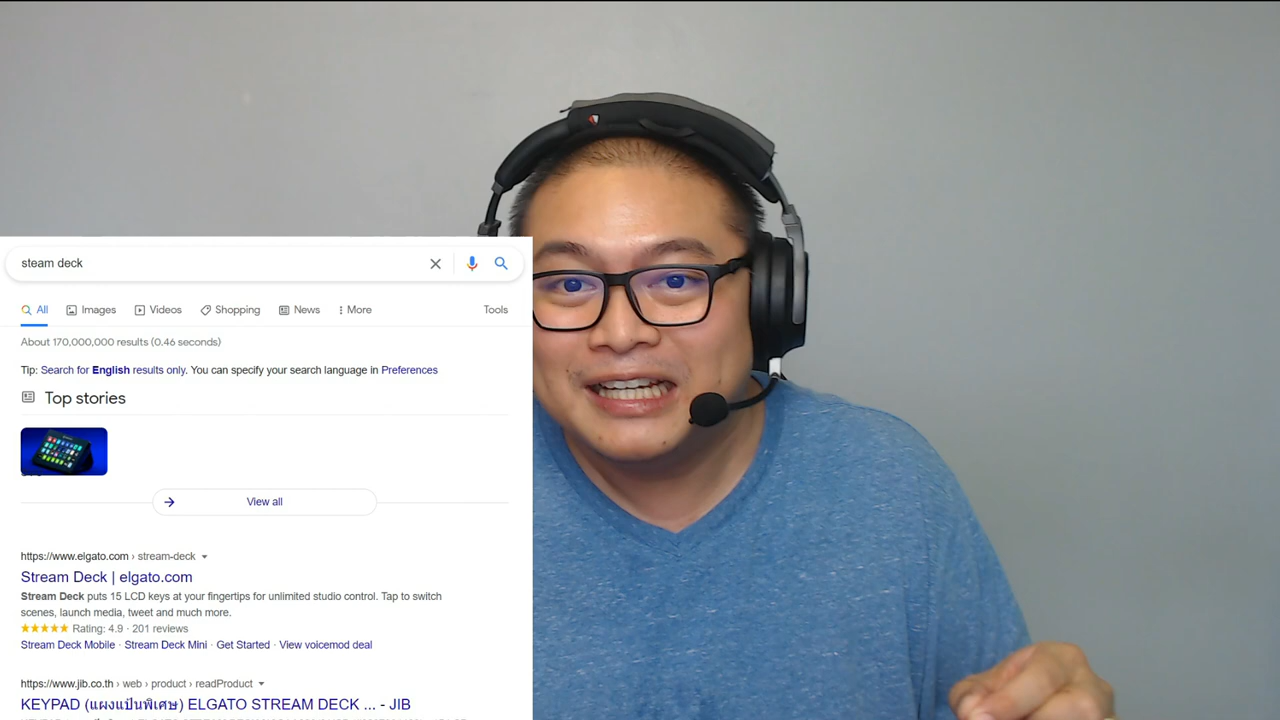 steam deck
All Images Videos Shopping News More Tools
About 170,000,000 results (0.46 seconds)
Tip: Search for English results only. You can specify your search language in Preferences
Top stories
View all
https://www.elgato.com › stream-deck
Stream Deck | elgato.com
Stream Deck puts 15 LCD keys at your fingertips for unlimited studio control. Tap to switch
scenes, launch media, tweet and much more.
Rating: 4.9 · 201 reviews
Stream Deck Mobile · Stream Deck Mini · Get Started · View voicemod deal
https://www.jib.co.th › web › product › readProduct
KEYPAD (แผงแป้นพิเศษ) ELGATO STREAM DECK ... - JIB